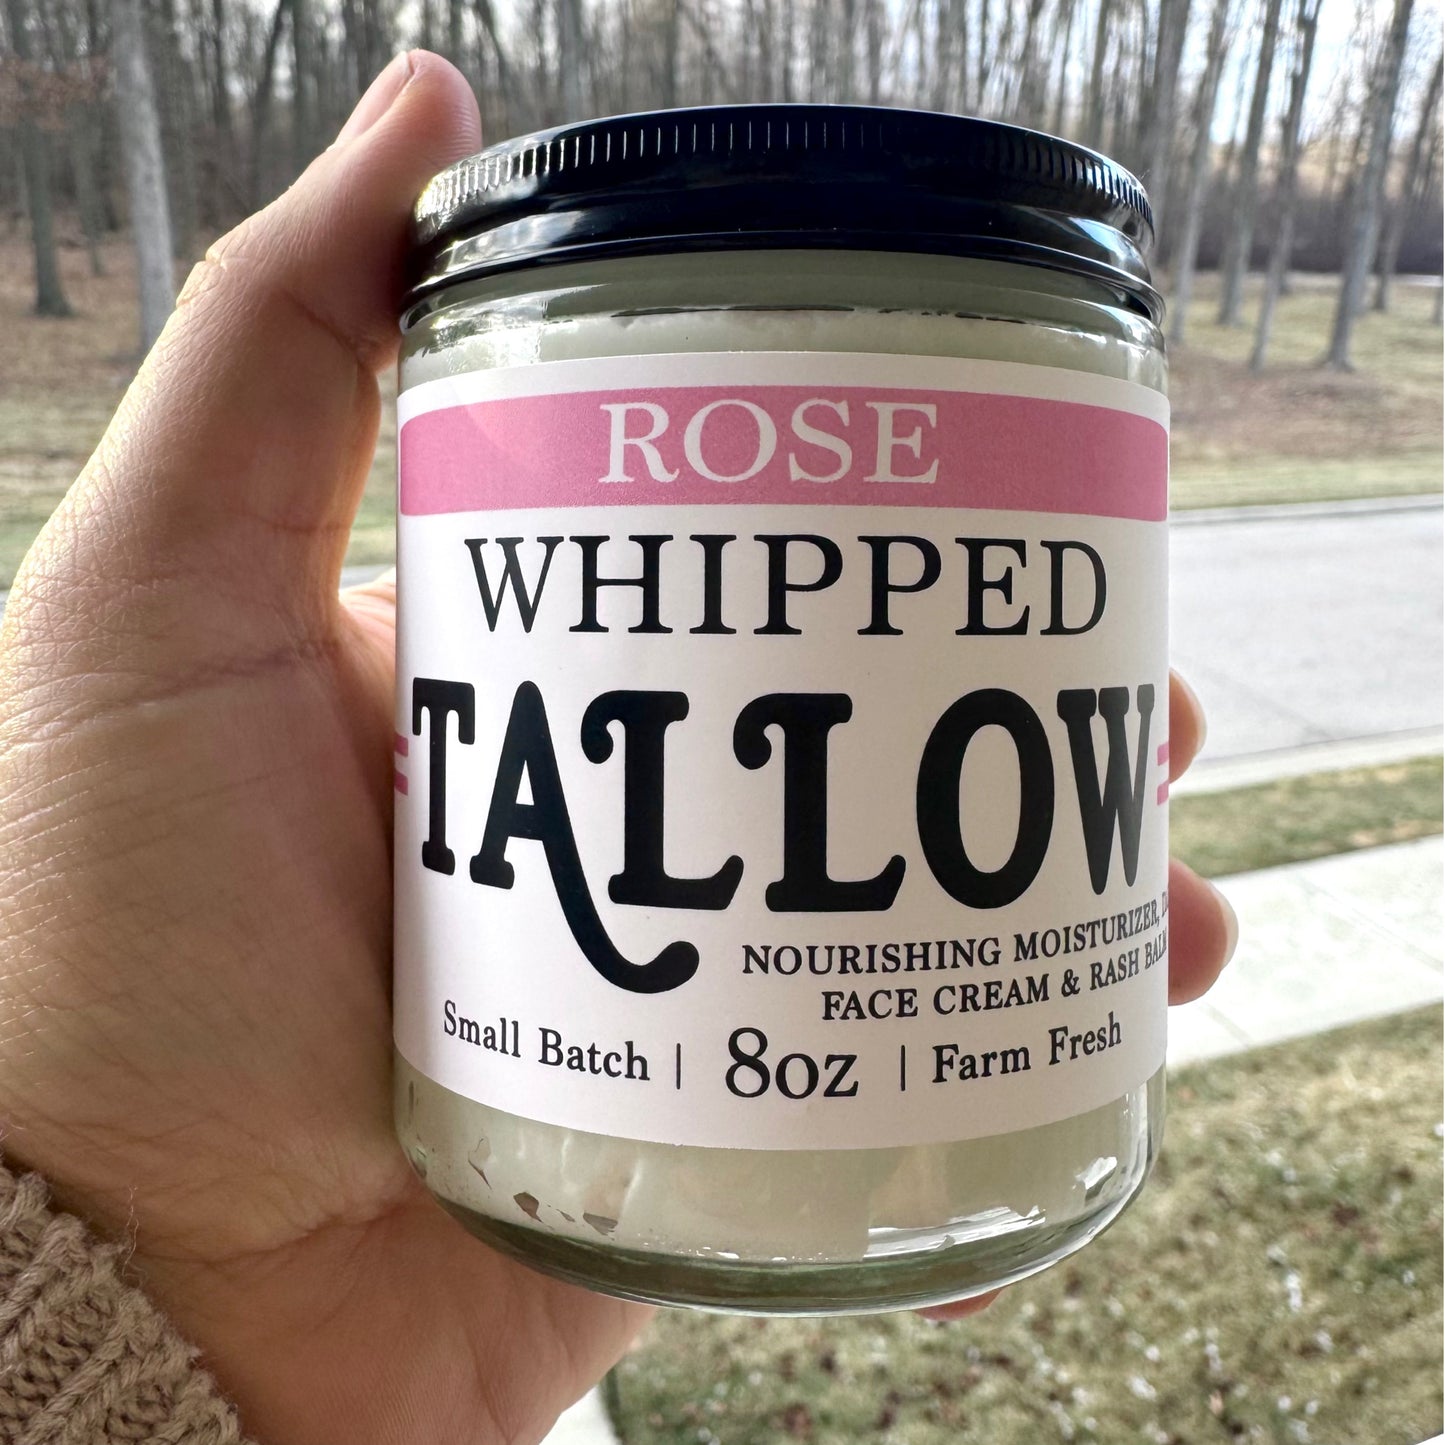 ROSE
WHIPPED
TALLOW
NOURISHING MOISTURIZER,
FACE CREAM & RASH BALM
Small Batch | 8oz | Farm Fresh